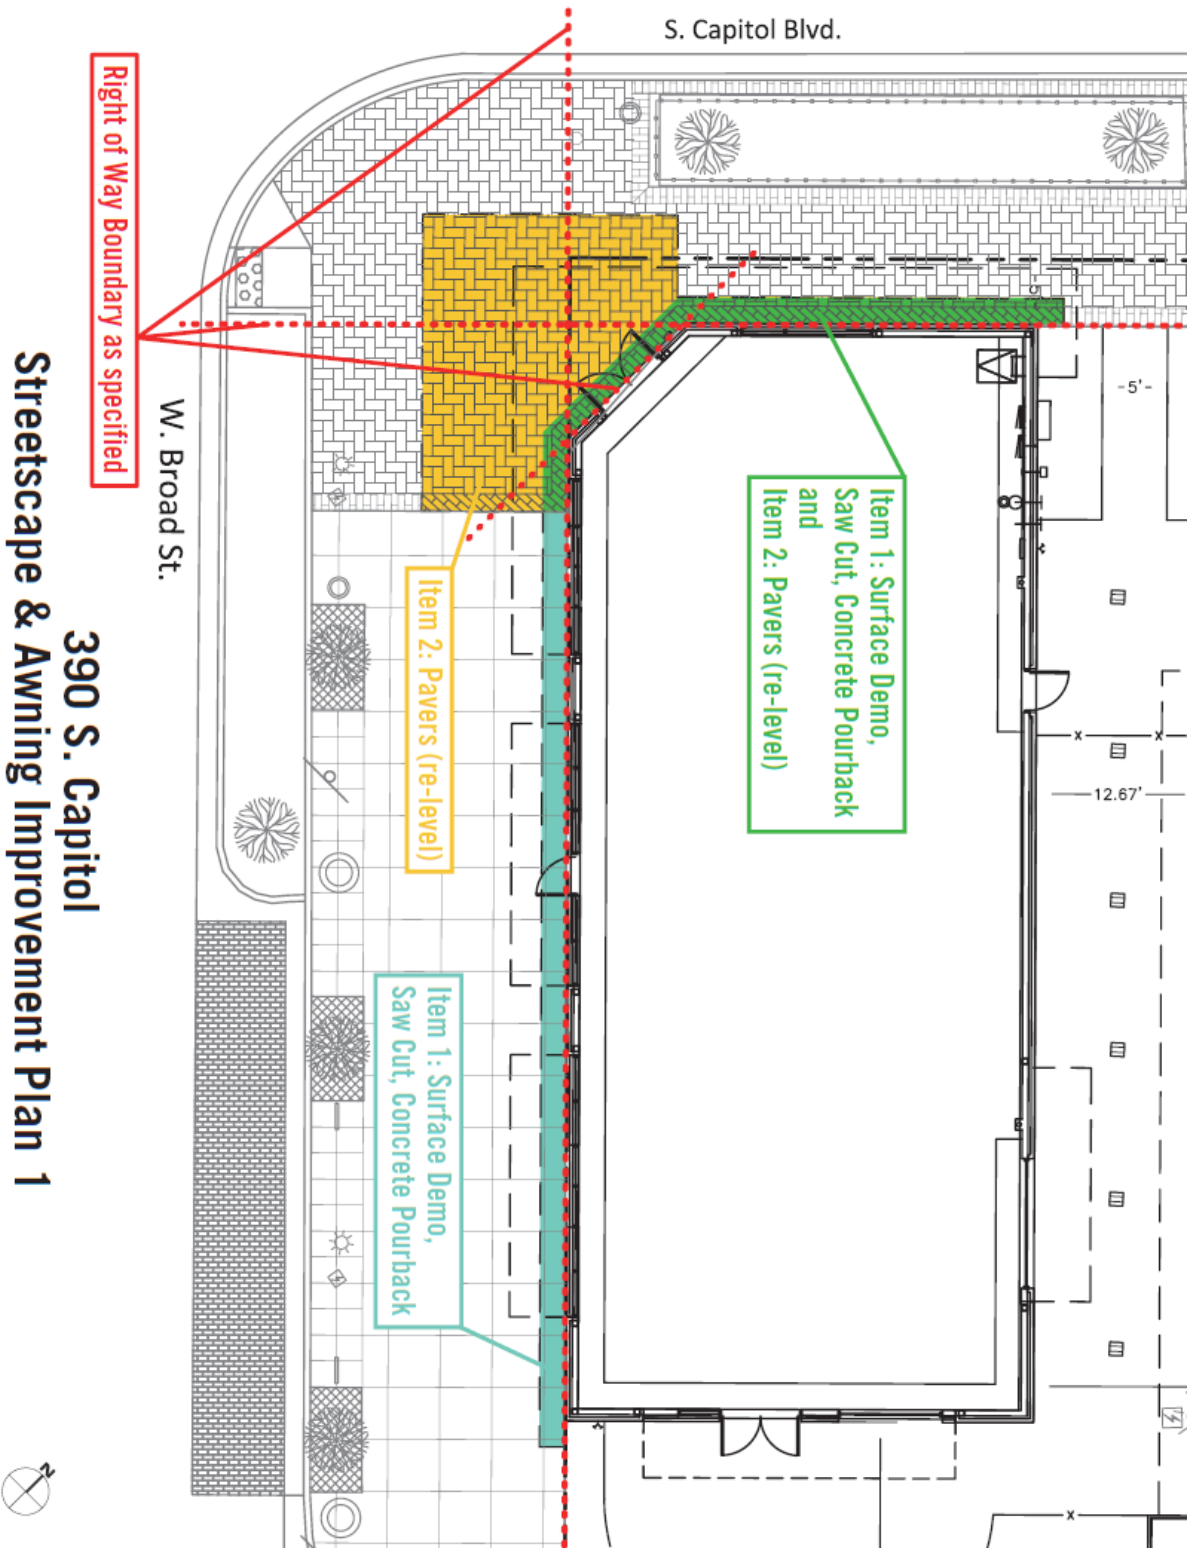 S. Capitol Blvd.
Right of Way Boundary as specified
W. Broad St.
-5'-
Item 1: Surface Demo,
Saw Cut, Concrete Pourback
and
Item 2: Pavers (re-level)
Item 2: Pavers (re-level)
12.67'
Item 1: Surface Demo,
Saw Cut, Concrete Pourback
390 S. Capitol
Streetscape & Awning Improvement Plan 1
N
x
x
x